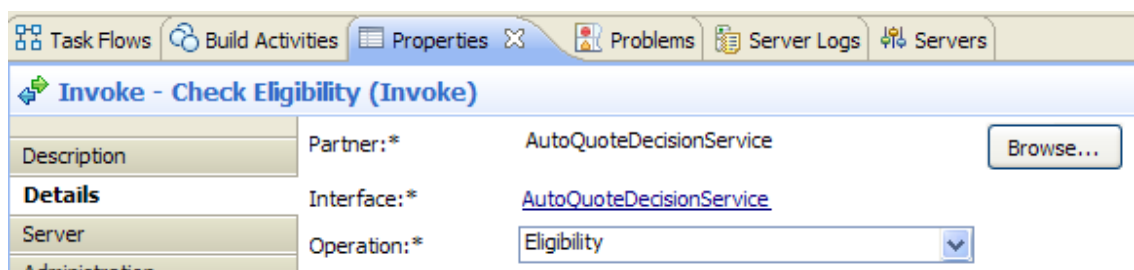 Task Flows Build Activities Properties Problems Server Logs Servers
Invoke - Check Eligibility (Invoke)
Description
Partner:* AutoQuoteDecisionService Browse...
Details
Interface:* AutoQuoteDecisionService
Server
Operation:* Eligibility
Administration